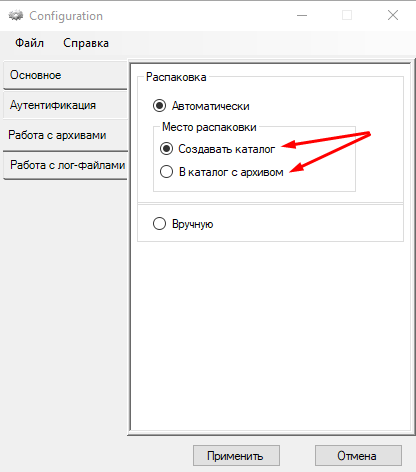 Configuration
Файл Справка
Основное
Аутентификация
Работа с архивами
Работа с лог-файлами
Распаковка
Автоматически
Место распаковки
Создавать каталог
В каталог с архивом
Вручную
Применить Отмена